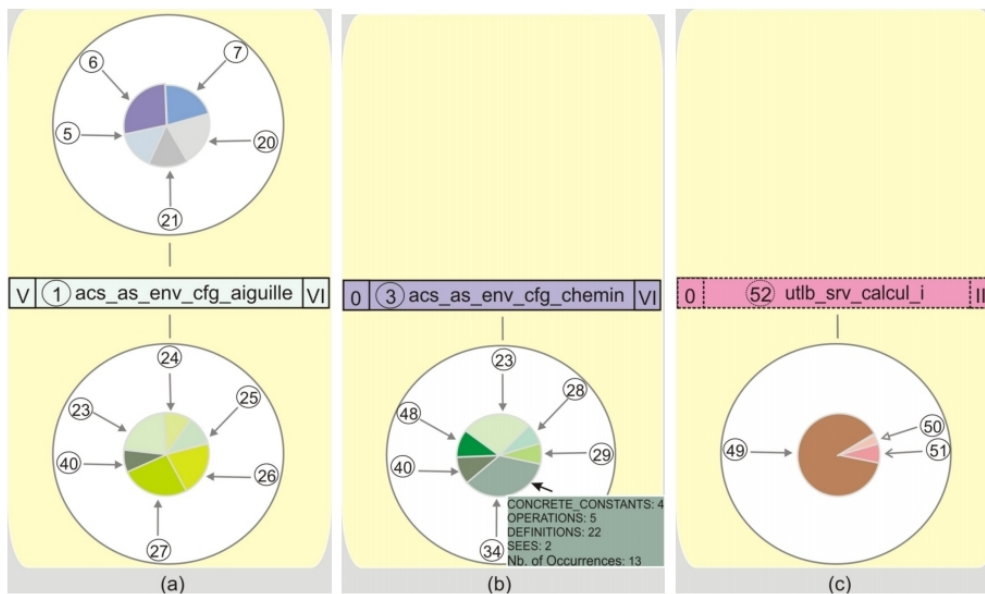 6
7
5
20
21
V 1 acs_as_env_cfg_aiguille VI
24
23
25
40
26
27
(a)
0 3 acs_as_env_cfg_chemin VI
23
28
48
29
40
34
CONCRETE_CONSTANTS: 4
OPERATIONS: 5
DEFINITIONS: 22
SEES: 2
Nb. of Occurrences: 13
(b)
0 52 utlb_srv_calcul_i II
50
49
51
(c)